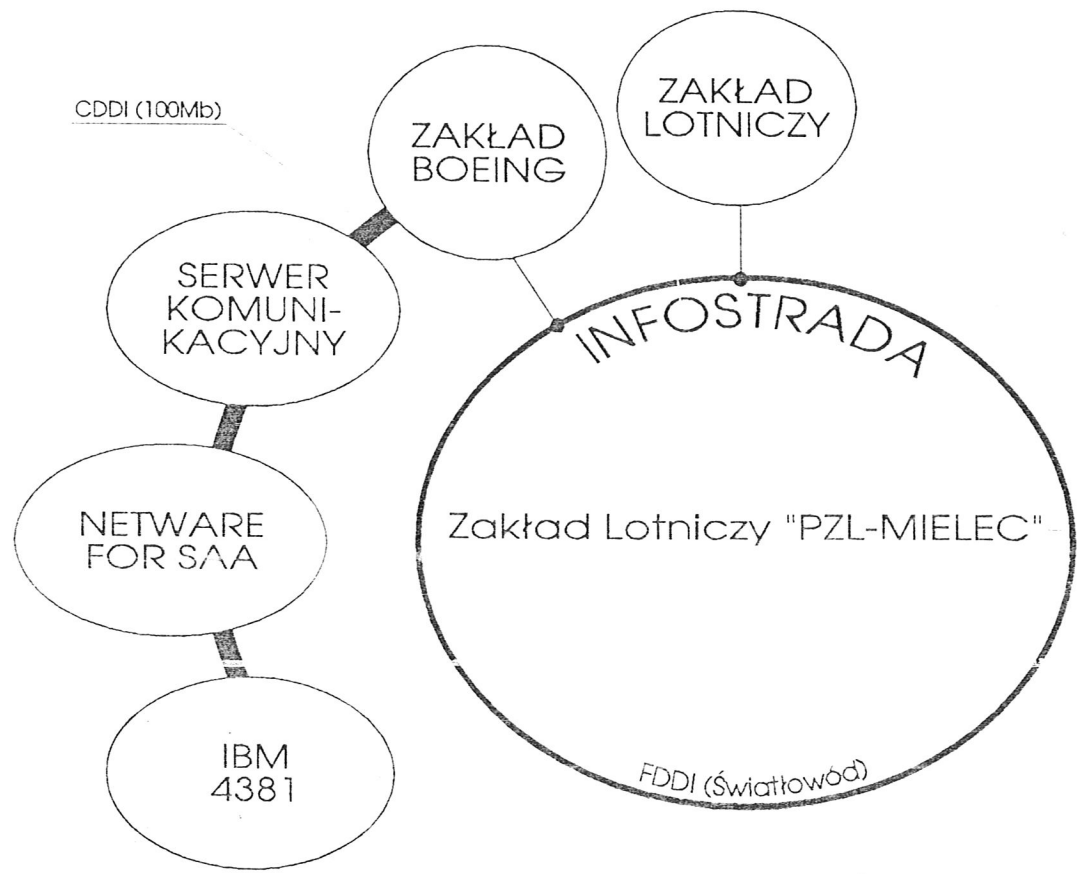 CDDI (100Mb)
ZAKŁAD
BOEING
ZAKŁAD
LOTNICZY
SERWER
KOMUNI-
KACYJNY
INFOSTRADA
NETWARE
FOR SAA
Zakład Lotniczy "PZL-MIELEC"
IBM
4381
FDDI (Światłowód)